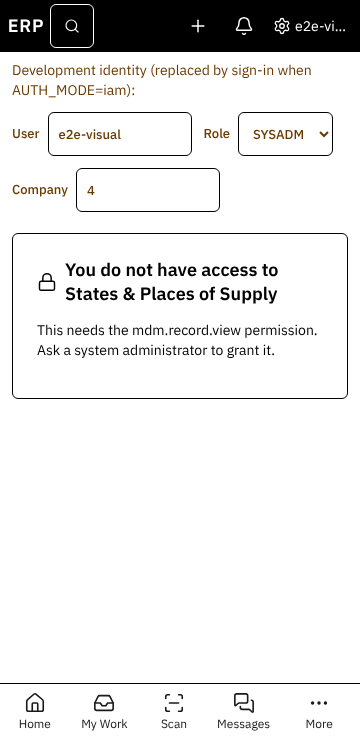 ERP
e2e-vi...
Development identity (replaced by sign-in when
AUTH_MODE=iam):
User e2e-visual Role SYSADM
Company 4
You do not have access to
States & Places of Supply
This needs the mdm.record.view permission.
Ask a system administrator to grant it.
Home My Work Scan Messages More